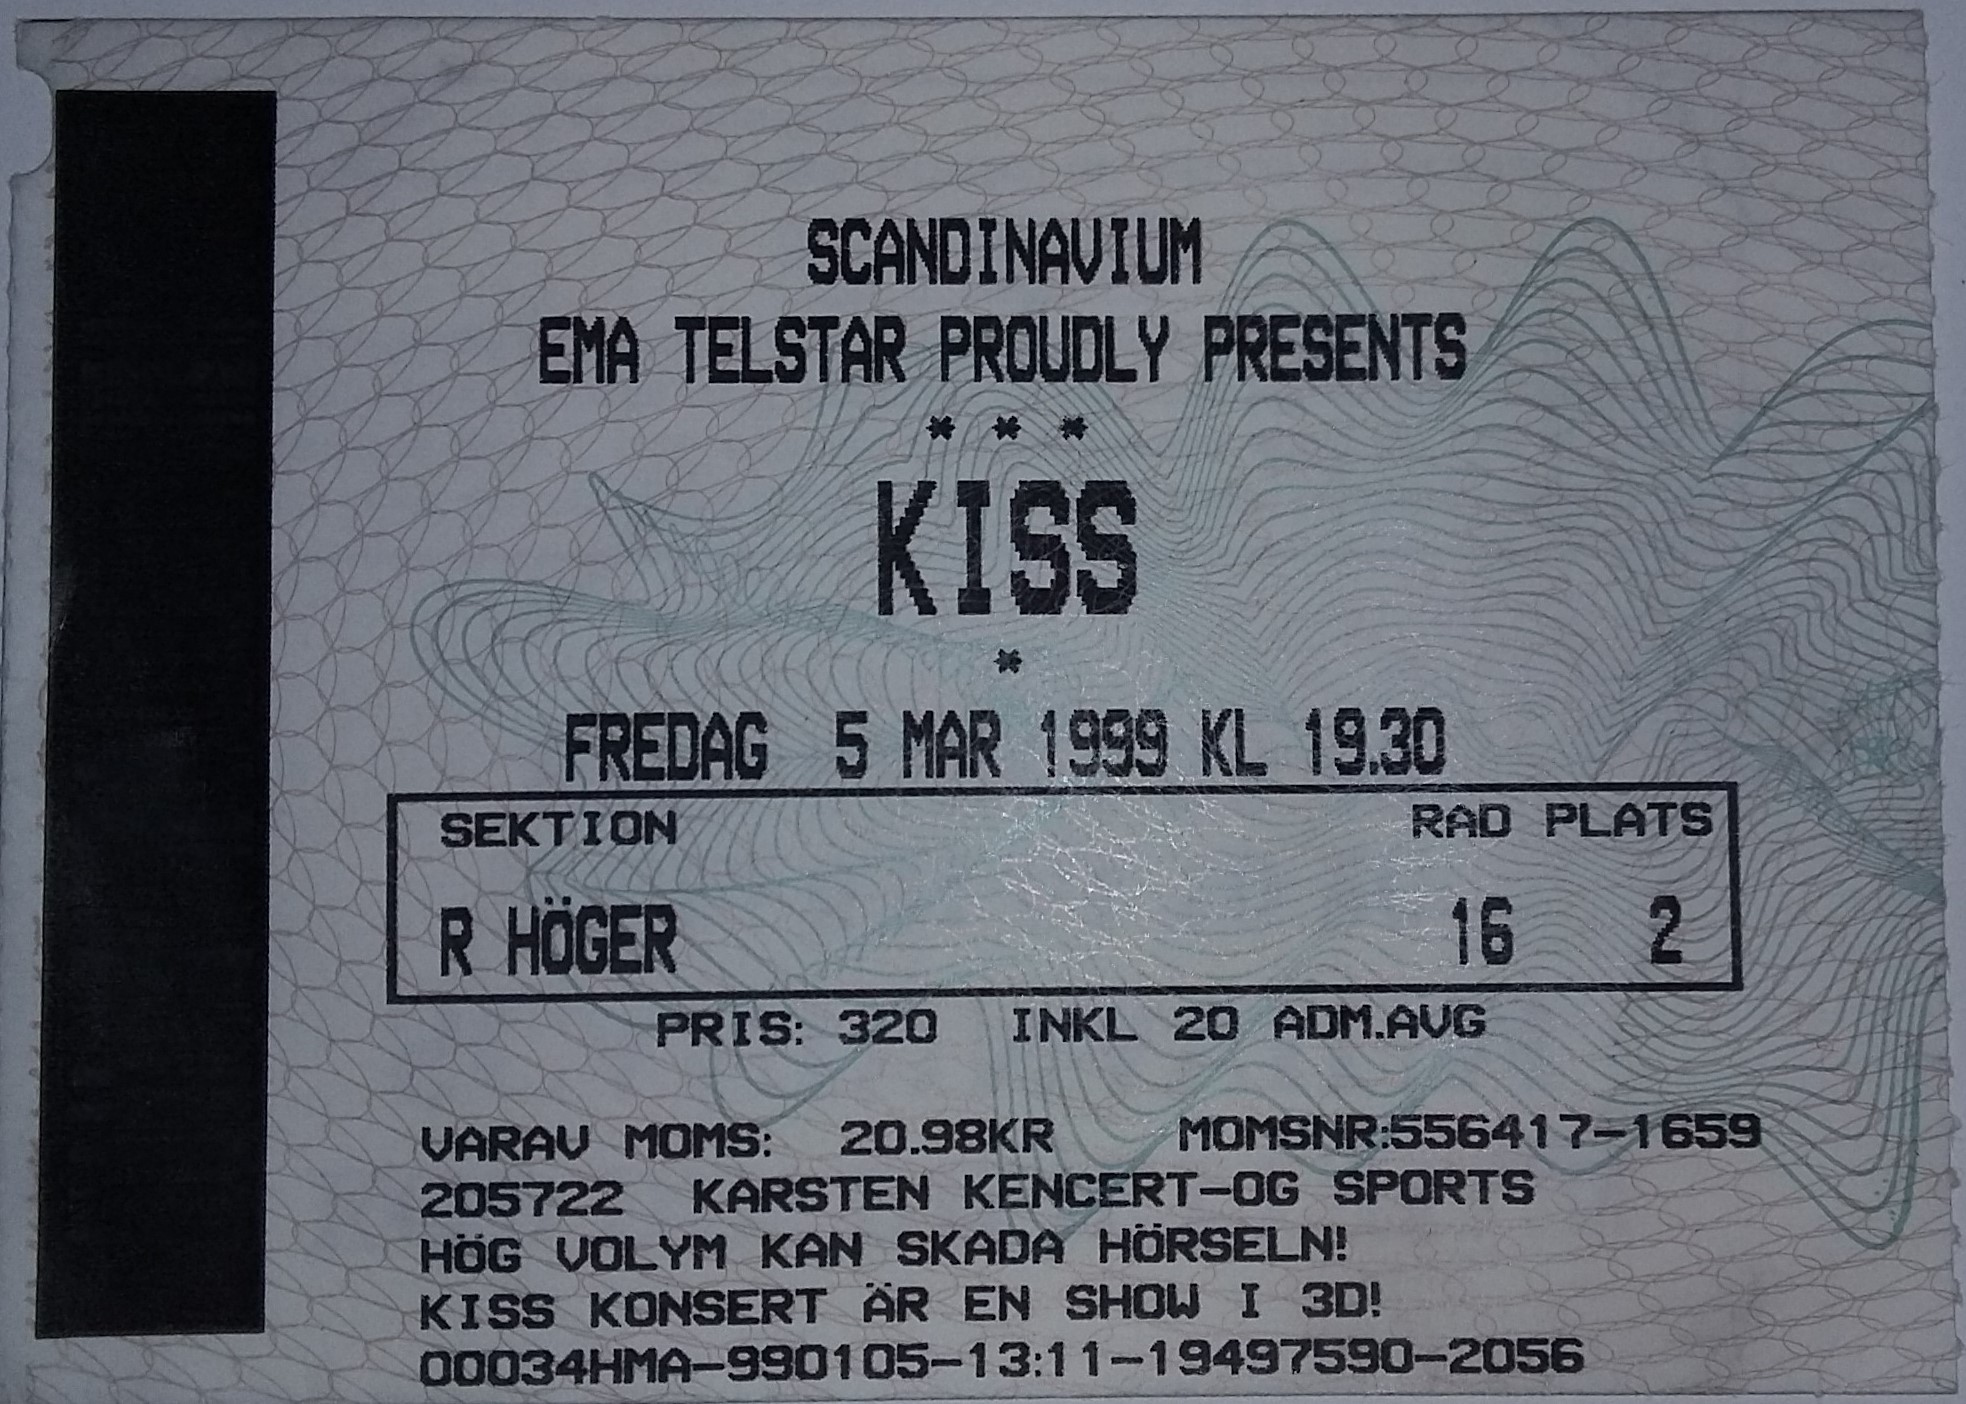 SCANDINAVIUM
EMA TELSTAR PROUDLY PRESENTS
* * *
KISS
*
FREDAG 5 MAR 1999 KL 19.30
SEKTION RAD PLATS
R HÖGER 16 2
PRIS: 320 INKL 20 ADM.AVG
VARAV MOMS: 20.98KR MOMSNR:556417-1659
205722 KARSTEN KENCERT-OG SPORTS
HÖG VOLYM KAN SKADA HÖRSELN!
KISS KONSERT ÄR EN SHOW I 3D!
00034HMA-990105-13:11-19497590-2056